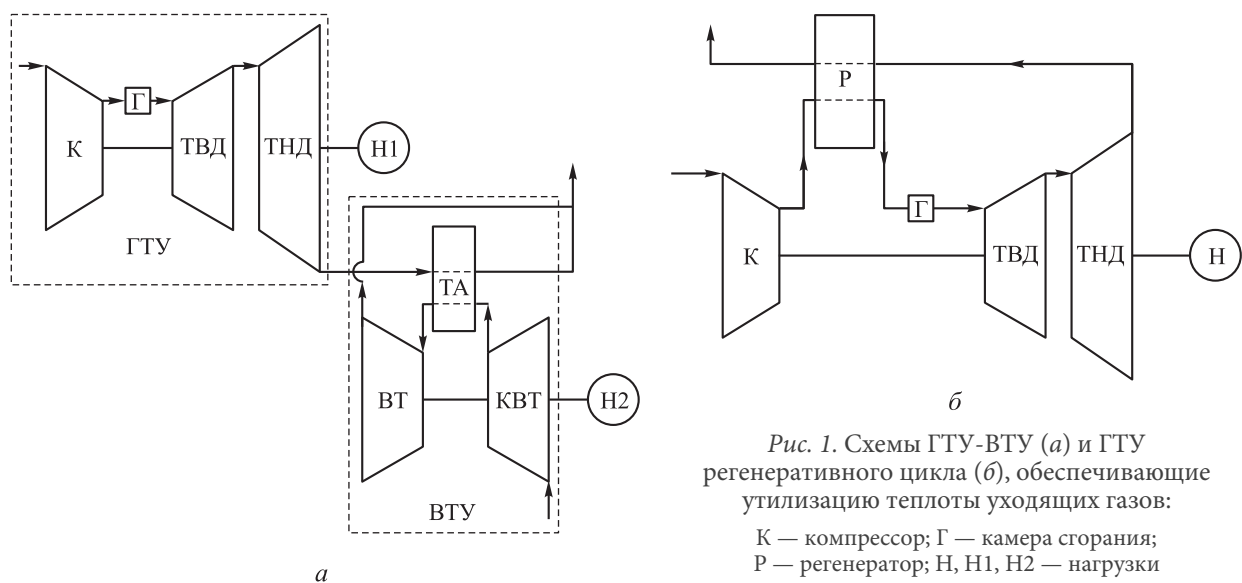 К
Г
ТВД
ТНД
Н1
ГТУ
ТА
ВТ
КВТ
Н2
ВТУ
а
Р
К
Г
ТВД
ТНД
Н
б
Рис. 1. Схемы ГТУ-ВТУ (а) и ГТУ
регенеративного цикла (б), обеспечивающие
утилизацию теплоты уходящих газов:
К — компрессор; Г — камера сгорания;
Р — регенератор; Н, Н1, Н2 — нагрузки